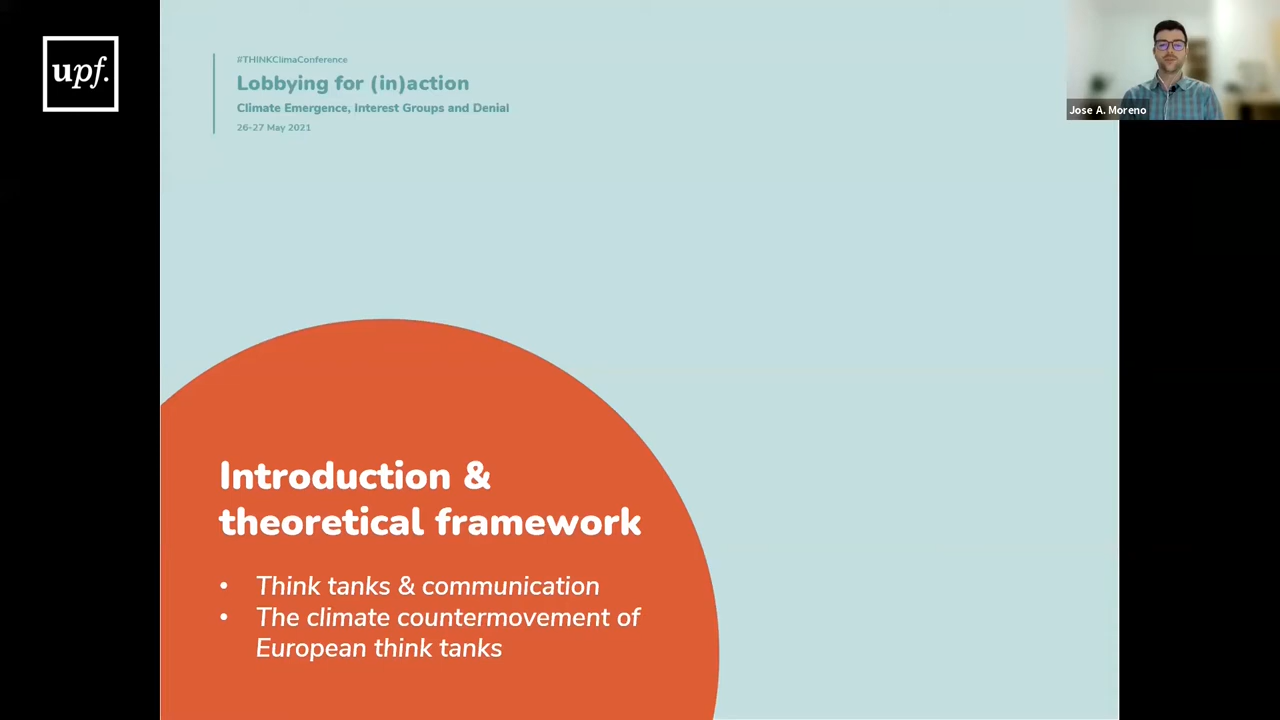 upf.
#THINKClimaConference
Lobbying for (in)action
Climate Emergence, Interest Groups and Denial
26-27 May 2021
Jose A. Moreno
Introduction &
theoretical framework
• Think tanks & communication
• The climate countermovement of
European think tanks